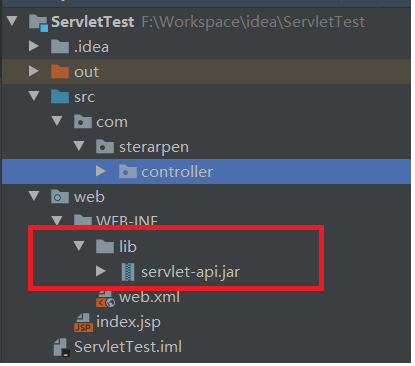 ServletTest F:\Workspace\idea\ServletTest
.idea
out
src
com
sterarpen
controller
web
WEB-INF
lib
servlet-api.jar
web.xml
index.jsp
ServletTest.iml